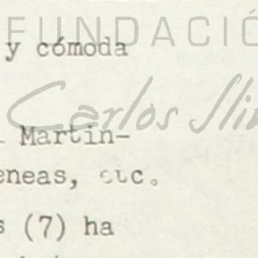 FUNDACIÓ
y cómoda
Carlos Slim
Martín-
eneas, etc.
s (7) ha